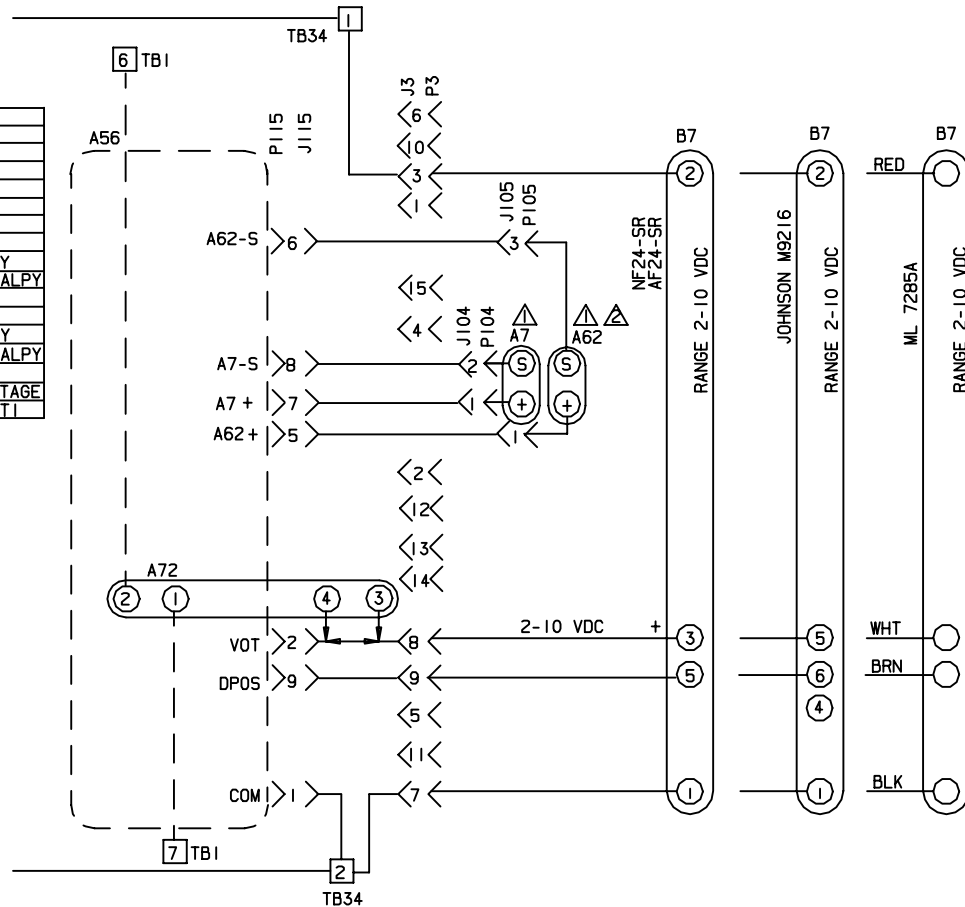 1
TB34
6 TB1
J3
P3
6
A56
P115
J115
10
B7
B7
B7
3
2
2
RED
1
J105
P105
A62-S 6
3
NF24-SR
AF24-SR
RANGE 2-10 VDC
JOHNSON M9216
RANGE 2-10 VDC
ML 7285A
RANGE 2-10 VDC
Y
ALPY
15
4
J104
P104
1
A7
1 2
A62
Y
ALPY
A7-S 8
2
S
S
TAGE
T1
A7 + 7
1
+
+
A62+ 5
1
2
12
13
14
A72
2 1 4 3
VOT 2
8
2-10 VDC +
3
5
WHT
DPOS 9
9
5
6
BRN
4
5
11
COM 1
7
1
1
BLK
7 TB1
2
TB34